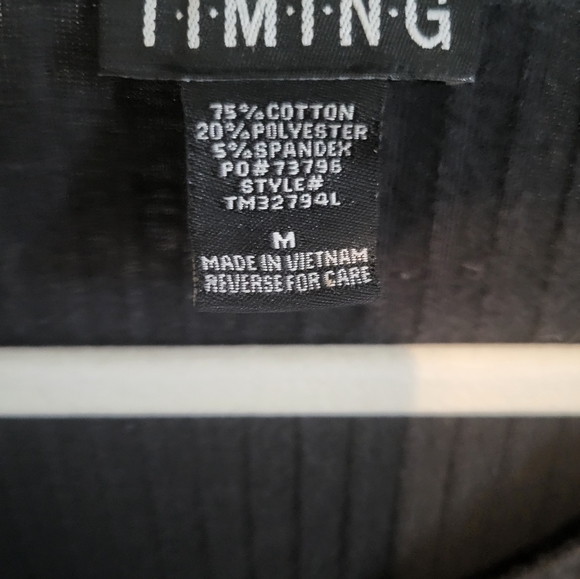 T·I·M·I·N·G
75%COTTON
20%POLYESTER
5%SPANDEX
PO#73796
STYLE#
TM32794L
M
MADE IN VIETNAM
REVERSE FOR CARE